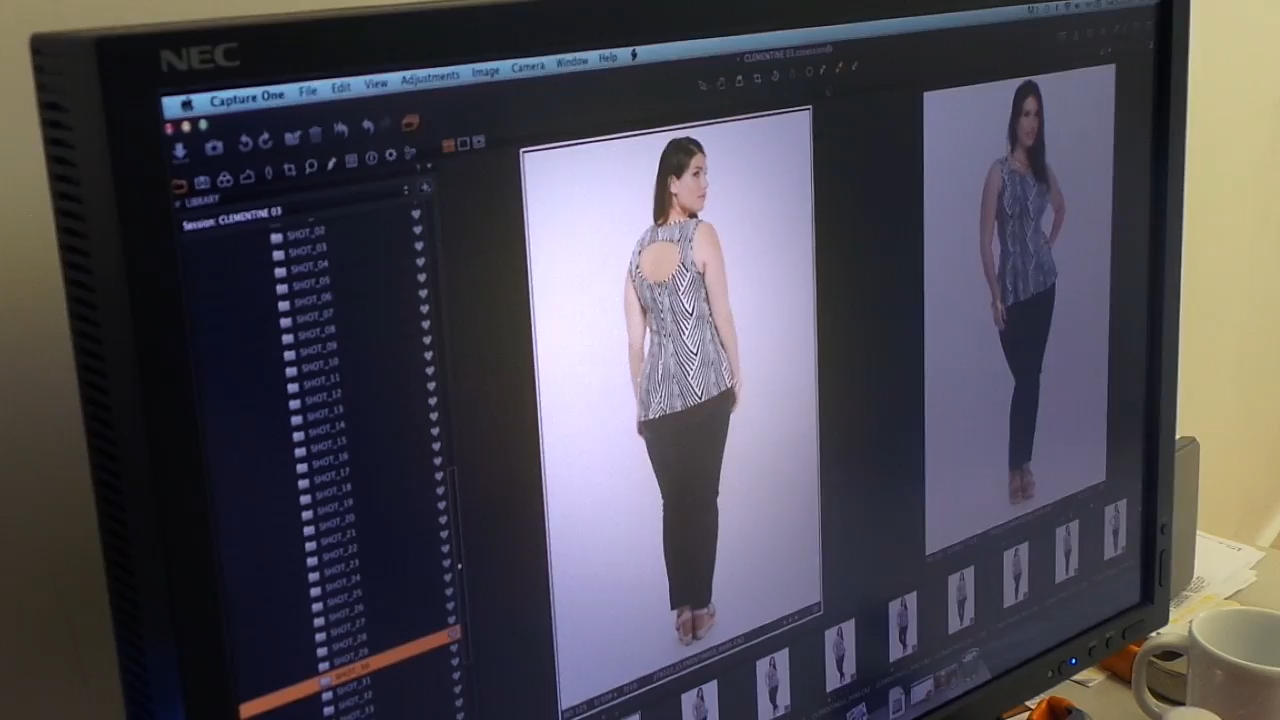 NEC
Capture One File Edit View Adjustments Image Camera Window Help
LIBRARY
Session: CLEMENTINE 03
SHOT_02
SHOT_03
SHOT_04
SHOT_05
SHOT_06
SHOT_07
SHOT_08
SHOT_09
SHOT_10
SHOT_11
SHOT_12
SHOT_13
SHOT_14
SHOT_15
SHOT_16
SHOT_17
SHOT_18
SHOT_19
SHOT_20
SHOT_21
SHOT_22
SHOT_23
SHOT_24
SHOT_25
SHOT_26
SHOT_27
SHOT_28
SHOT_29
SHOT_30
SHOT_31
SHOT_32
SHOT_33